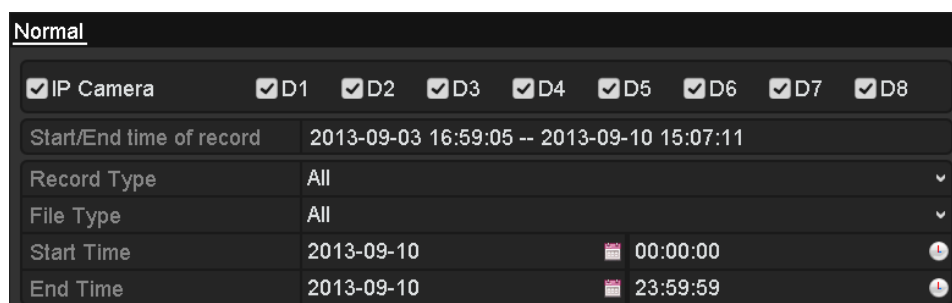 Normal
IP Camera D1 D2 D3 D4 D5 D6 D7 D8
Start/End time of record 2013-09-03 16:59:05 -- 2013-09-10 15:07:11
Record Type All
File Type All
Start Time 2013-09-10 00:00:00
End Time 2013-09-10 23:59:59